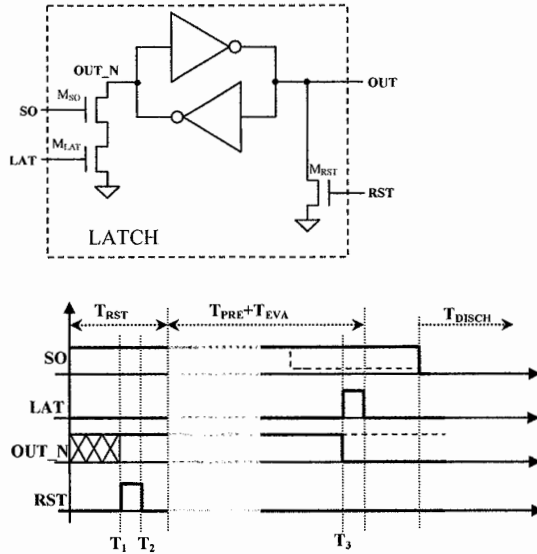 OUT_N
OUT
M_SO
SO
M_LAT
LAT
M_RST
RST
LATCH
T_RST
T_PRE+T_EVA
T_DISCH
SO
LAT
OUT_N
RST
T_1 T_2 T_3